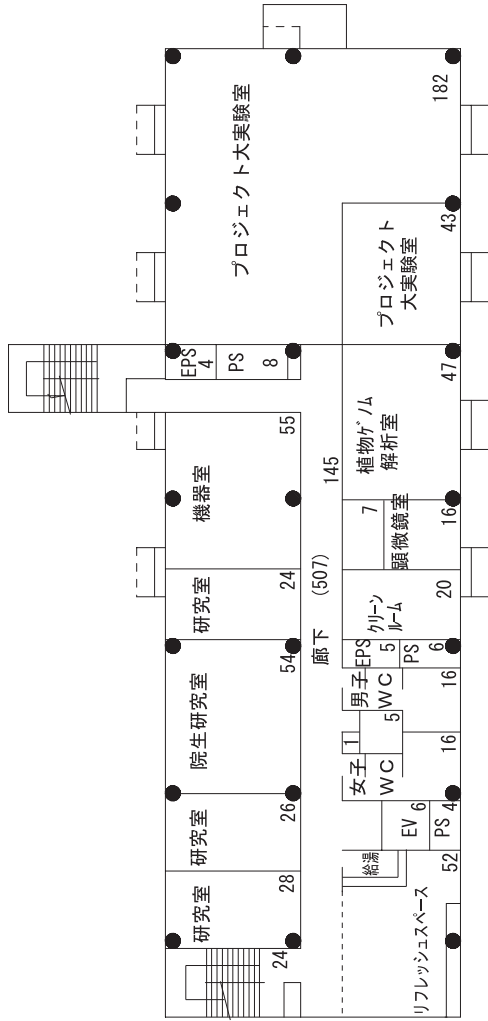 プロジェクト大実験室
182
プロジェクト
大実験室
43
EPS
4
PS
8
植物ゲノム
解析室
47
機器室
55
145
7
顕微鏡室
16
研究室
24
廊下 (507)
クリーン
ルーム
20
院生研究室
54
EPS
5
PS
6
男子
WC
16
5
1
女子
WC
16
研究室
26
EV
6
PS
4
研究室
28
給湯
リフレッシュスペース
52
24